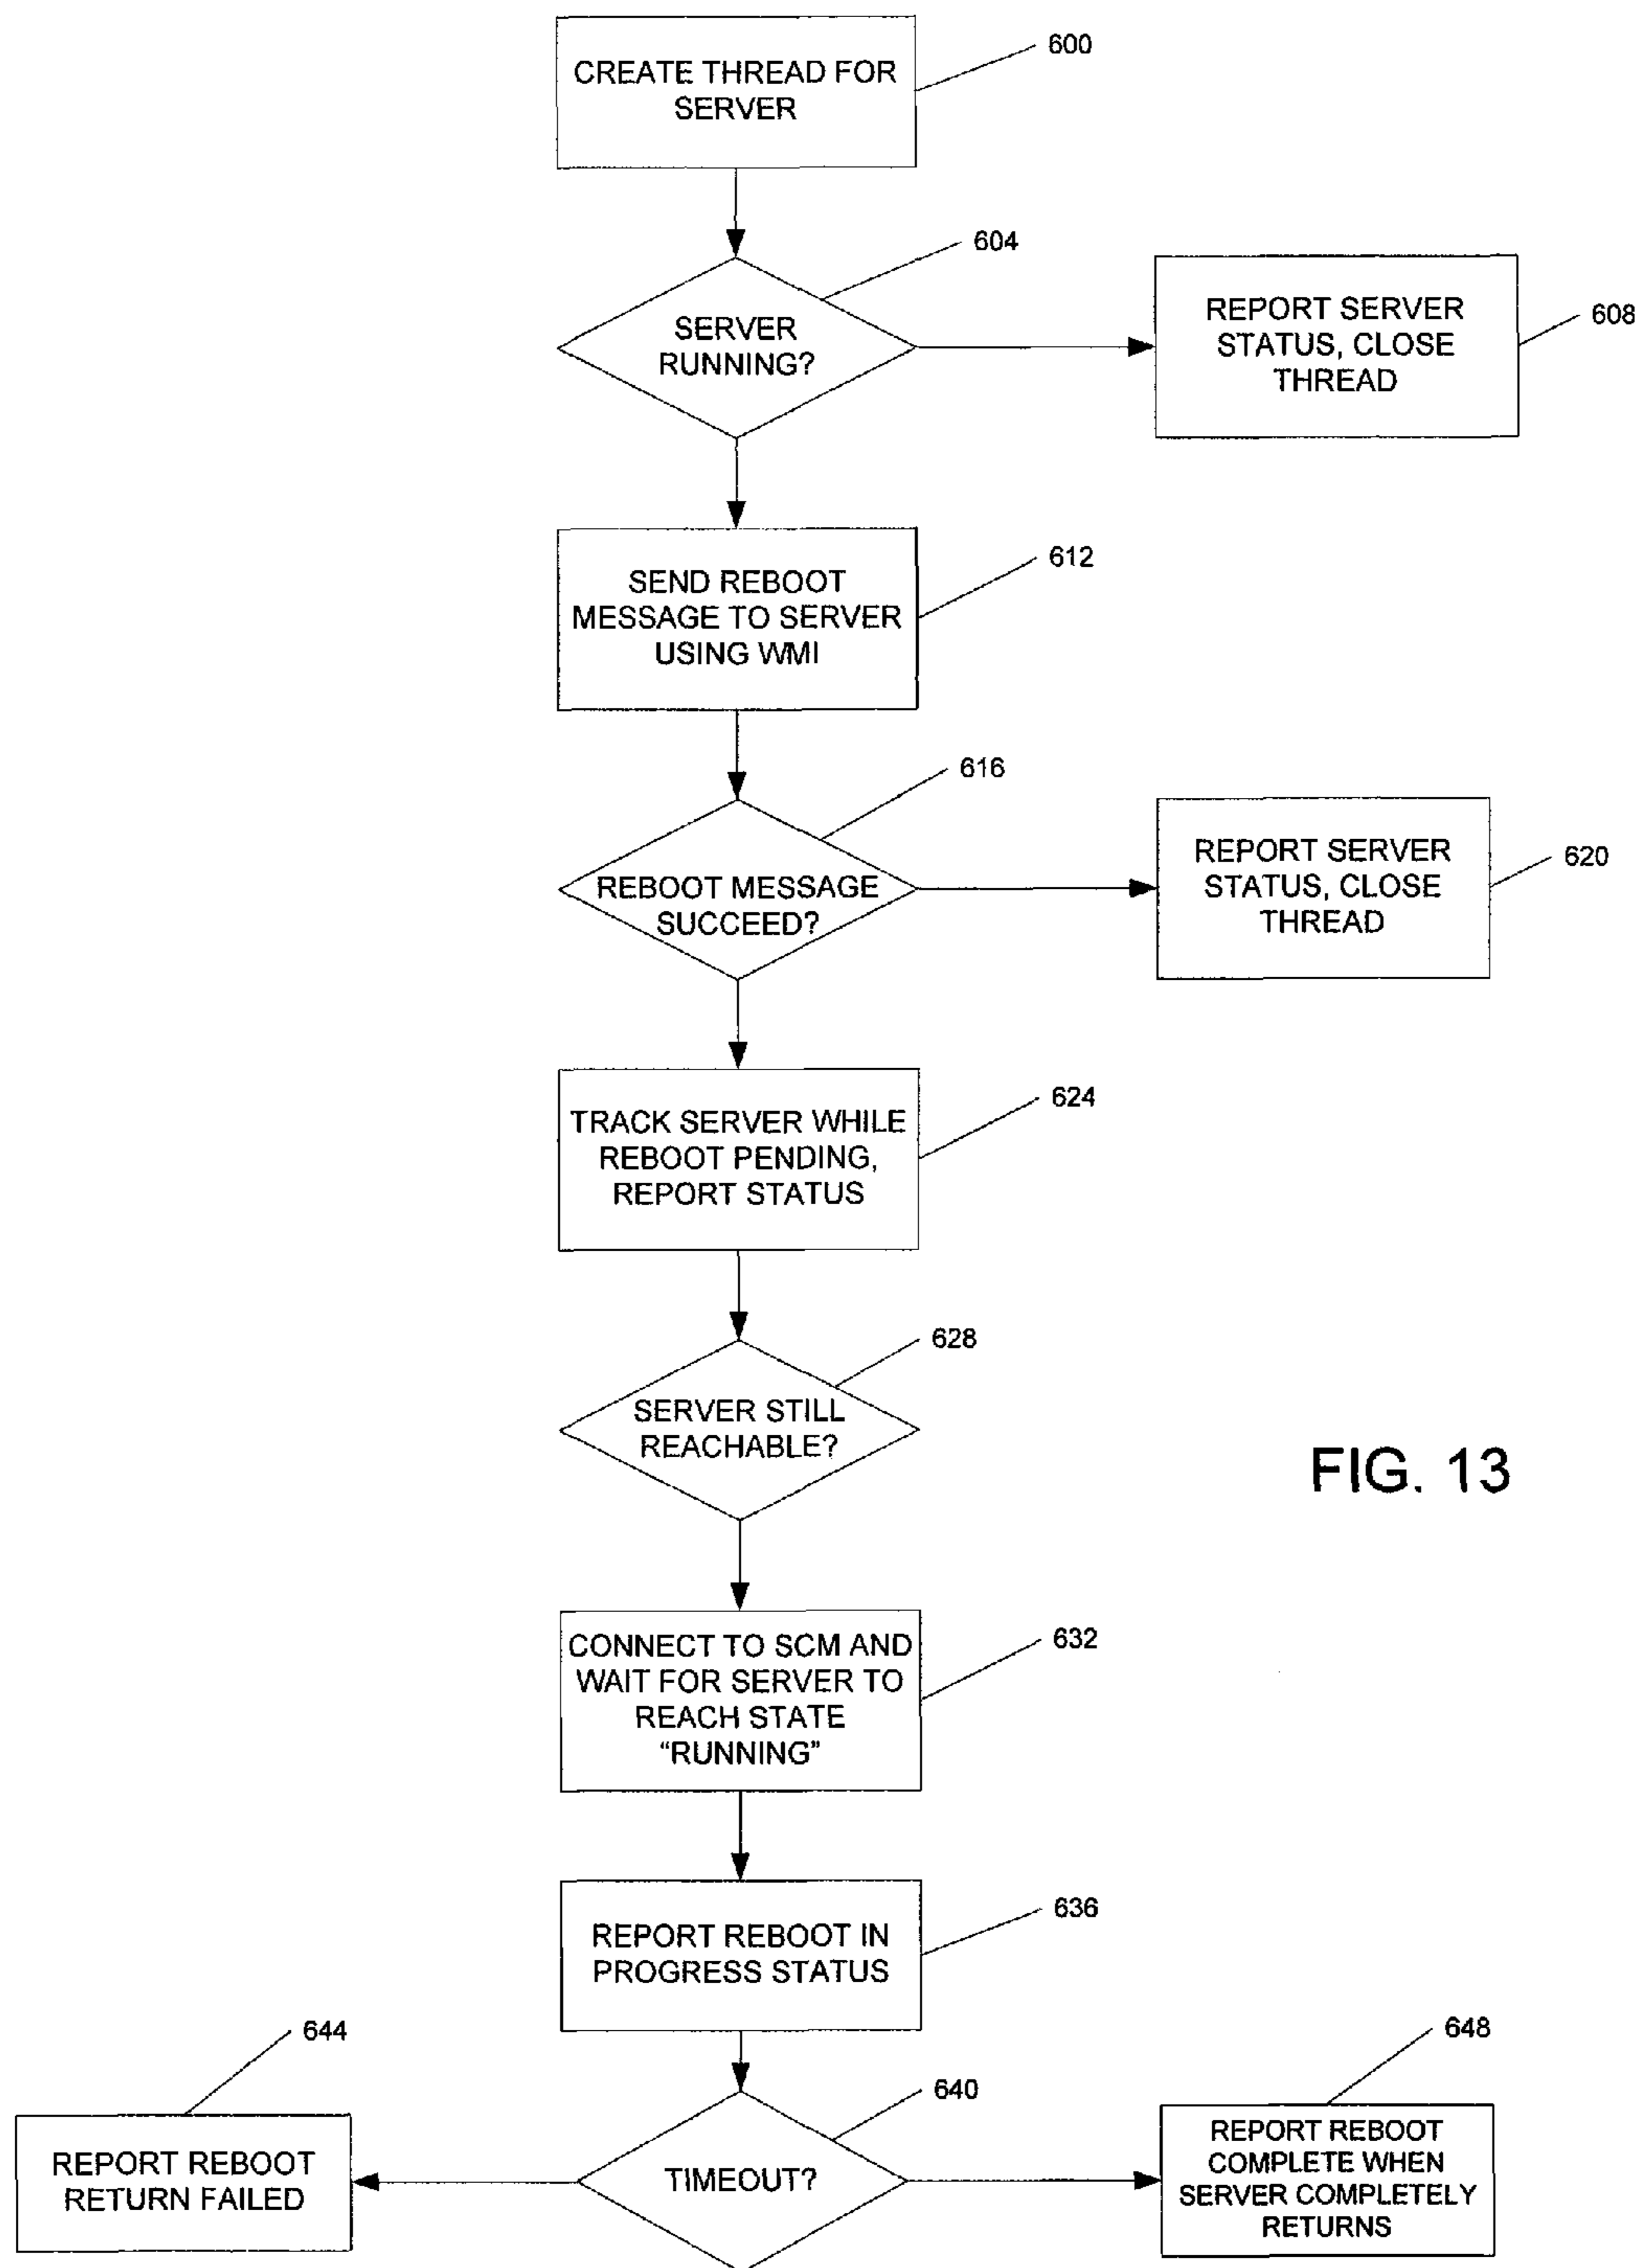 CREATE THREAD FOR
SERVER
600
SERVER
RUNNING?
604
REPORT SERVER
STATUS, CLOSE
THREAD
608
SEND REBOOT
MESSAGE TO SERVER
USING WMI
612
REBOOT MESSAGE
SUCCEED?
616
REPORT SERVER
STATUS, CLOSE
THREAD
620
TRACK SERVER WHILE
REBOOT PENDING,
REPORT STATUS
624
SERVER STILL
REACHABLE?
628
FIG. 13
CONNECT TO SCM AND
WAIT FOR SERVER TO
REACH STATE
“RUNNING”
632
REPORT REBOOT IN
PROGRESS STATUS
636
644
REPORT REBOOT
RETURN FAILED
TIMEOUT?
640
648
REPORT REBOOT
COMPLETE WHEN
SERVER COMPLETELY
RETURNS